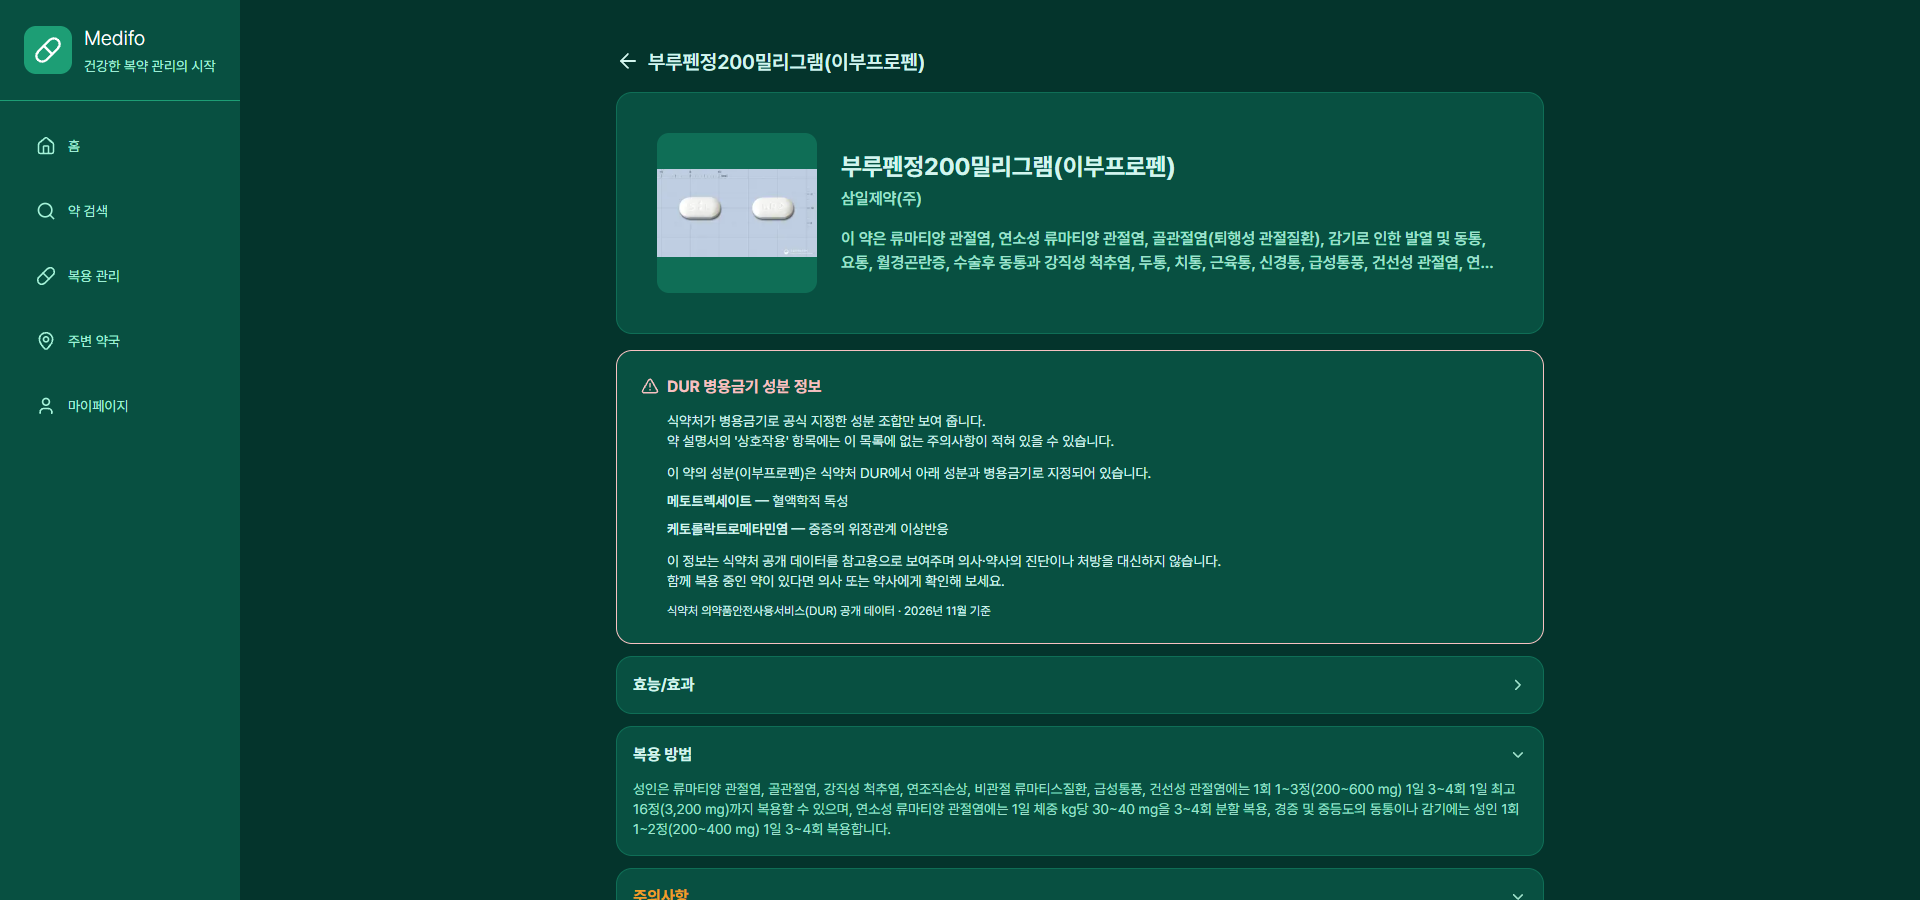 Medifo
건강한 복약 관리의 시작
홈
약 검색
복용 관리
주변 약국
마이페이지
부루펜정200밀리그램(이부프로펜)
부루펜정200밀리그램(이부프로펜)
삼일제약(주)
이 약은 류마티양 관절염, 연소성 류마티양 관절염, 골관절염(퇴행성 관절질환), 감기로 인한 발열 및 동통,
요통, 월경곤란증, 수술후 동통과 강직성 척추염, 두통, 치통, 근육통, 신경통, 급성통풍, 건선성 관절염, 연...
DUR 병용금기 성분 정보
식약처가 병용금기로 공식 지정한 성분 조합만 보여 줍니다.
약 설명서의 '상호작용' 항목에는 이 목록에 없는 주의사항이 적혀 있을 수 있습니다.
이 약의 성분(이부프로펜)은 식약처 DUR에서 아래 성분과 병용금기로 지정되어 있습니다.
메토트렉세이트 — 혈액학적 독성
케토롤락트로메타민염 — 중증의 위장관계 이상반응
이 정보는 식약처 공개 데이터를 참고용으로 보여주며 의사·약사의 진단이나 처방을 대신하지 않습니다.
함께 복용 중인 약이 있다면 의사 또는 약사에게 확인해 보세요.
식약처 의약품안전사용서비스(DUR) 공개 데이터 · 2026년 11월 기준
효능/효과
복용 방법
성인은 류마티양 관절염, 골관절염, 강직성 척추염, 연조직손상, 비관절 류마티스질환, 급성통풍, 건선성 관절염에는 1회 1~3정(200~600 mg) 1일 3~4회 1일 최고
16정(3,200 mg)까지 복용할 수 있으며, 연소성 류마티양 관절염에는 1일 체중 kg당 30~40 mg을 3~4회 분할 복용, 경증 및 중등도의 동통이나 감기에는 성인 1회
1~2정(200~400 mg) 1일 3~4회 복용합니다.
주의사항